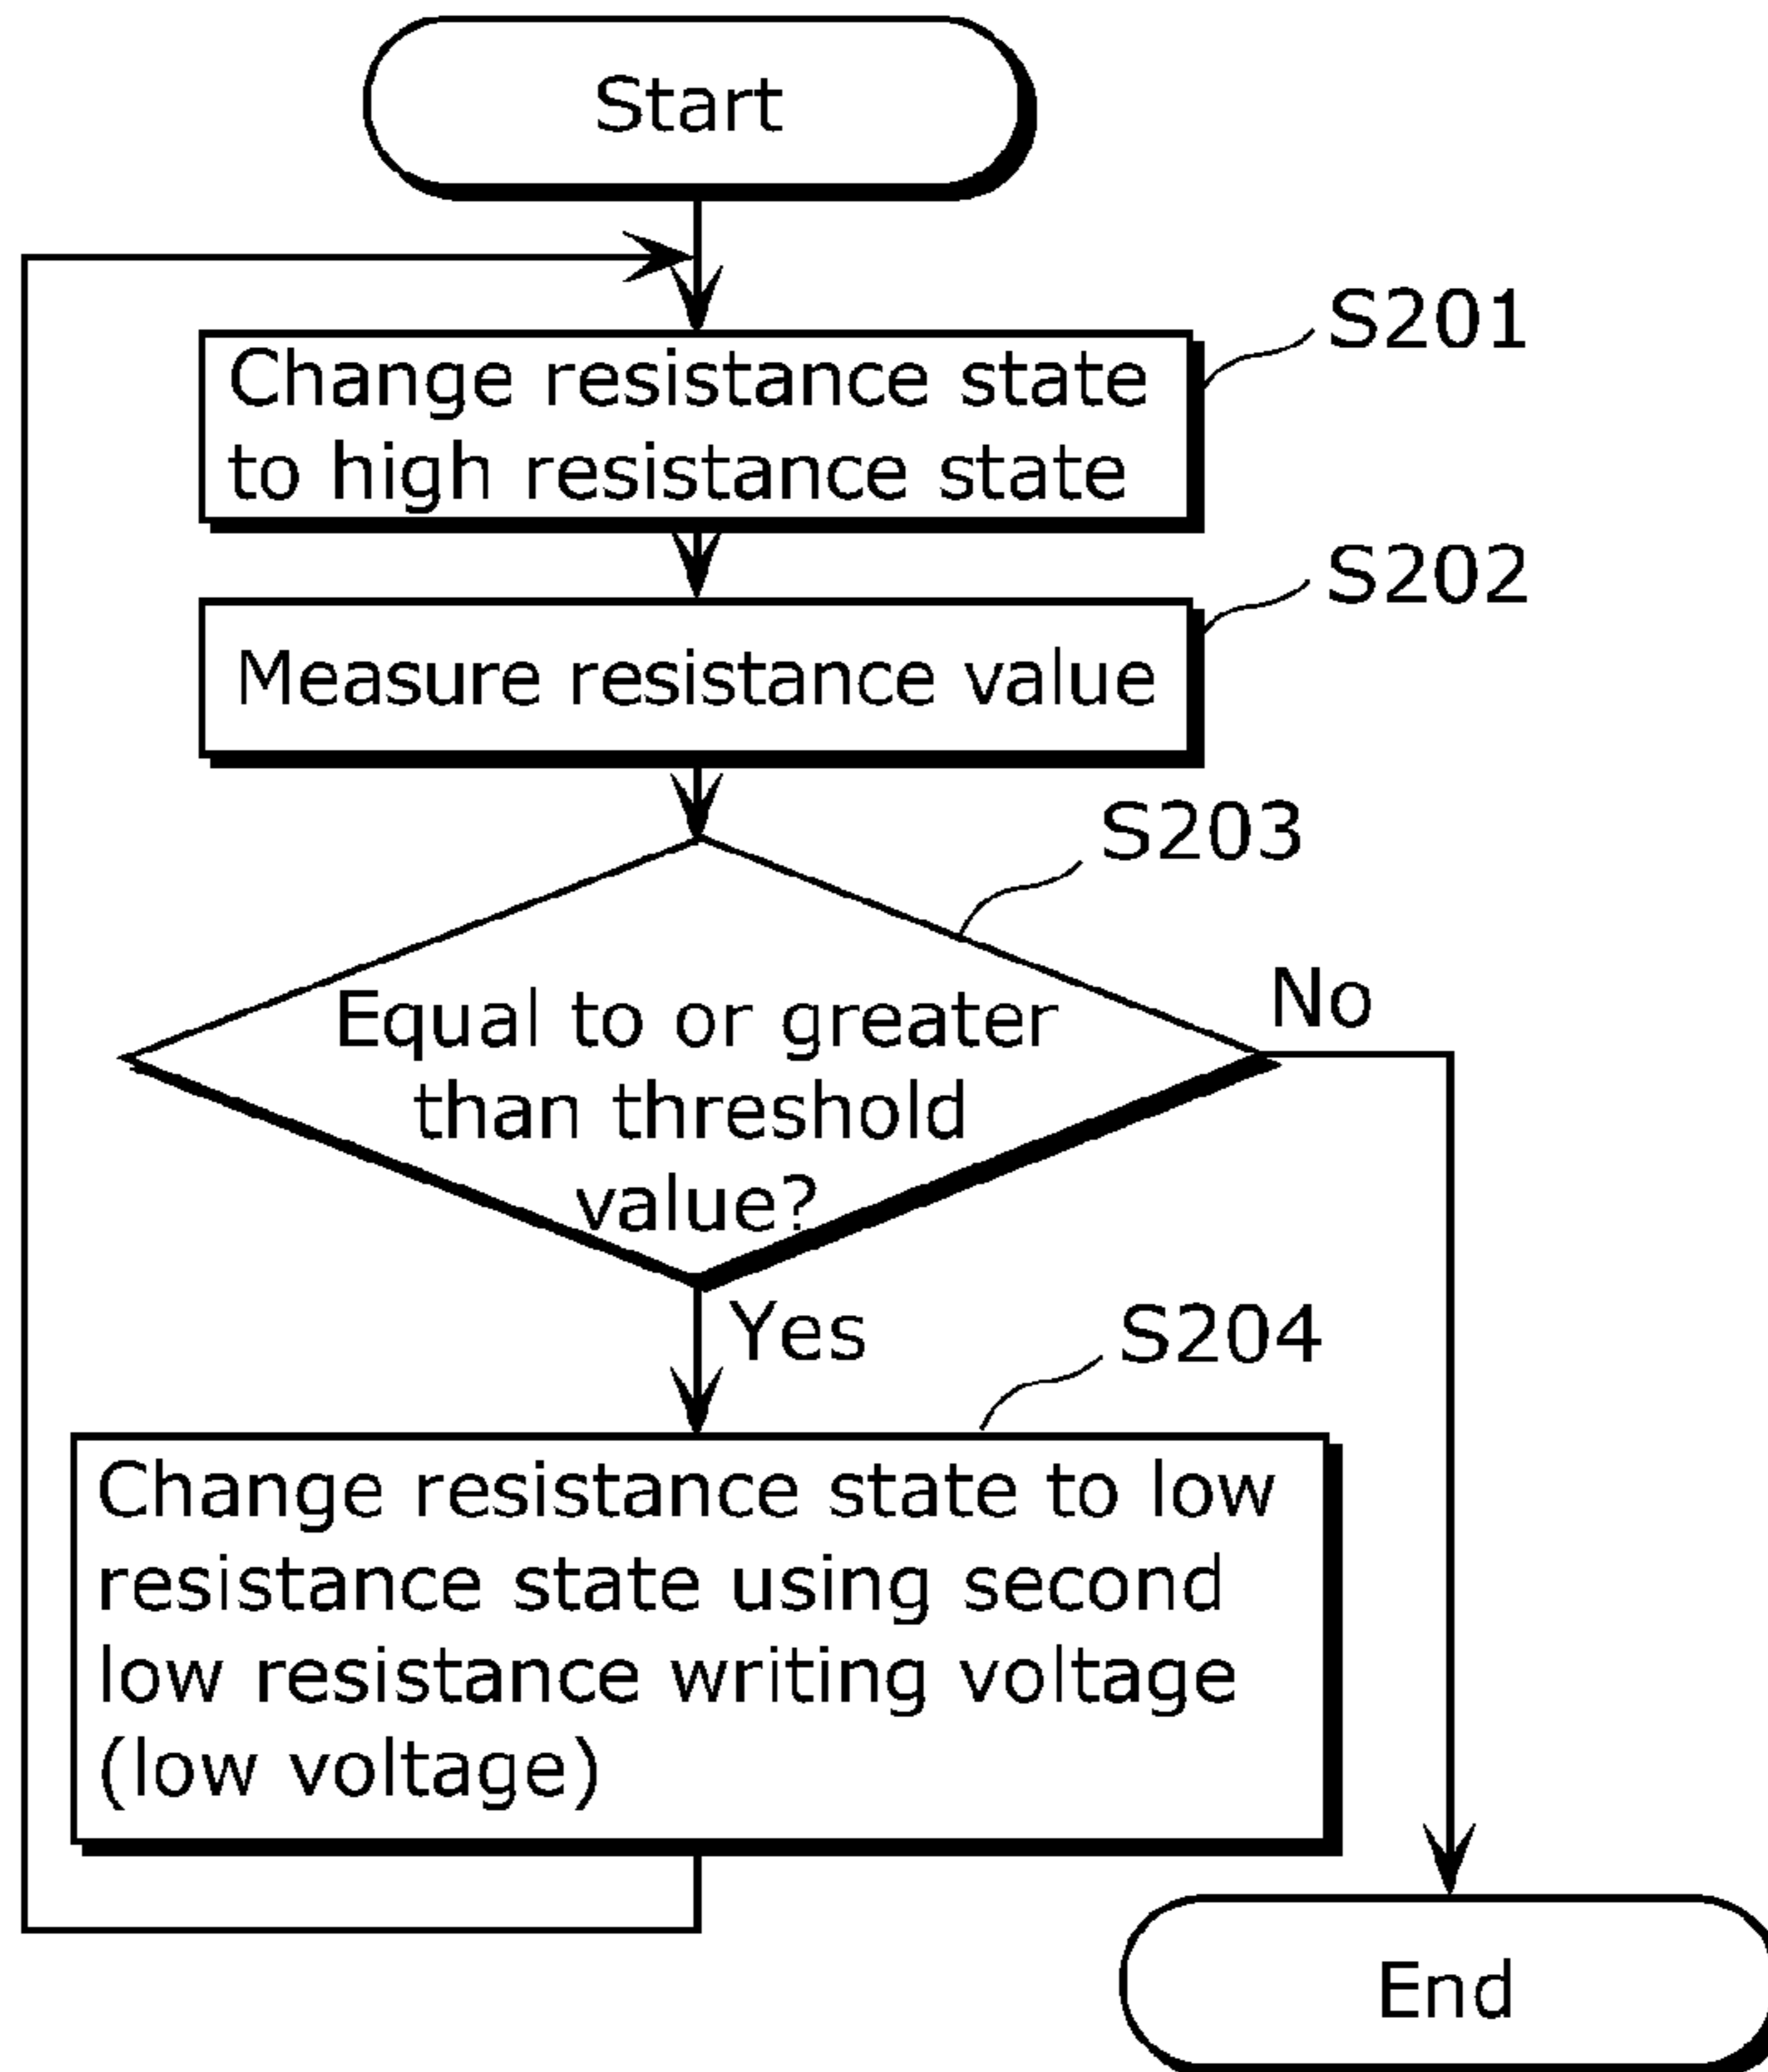 Start
S201
Change resistance state
to high resistance state
S202
Measure resistance value
S203
Equal to or greater
than threshold
value?
No
Yes
S204
Change resistance state to low
resistance state using second
low resistance writing voltage
(low voltage)
End